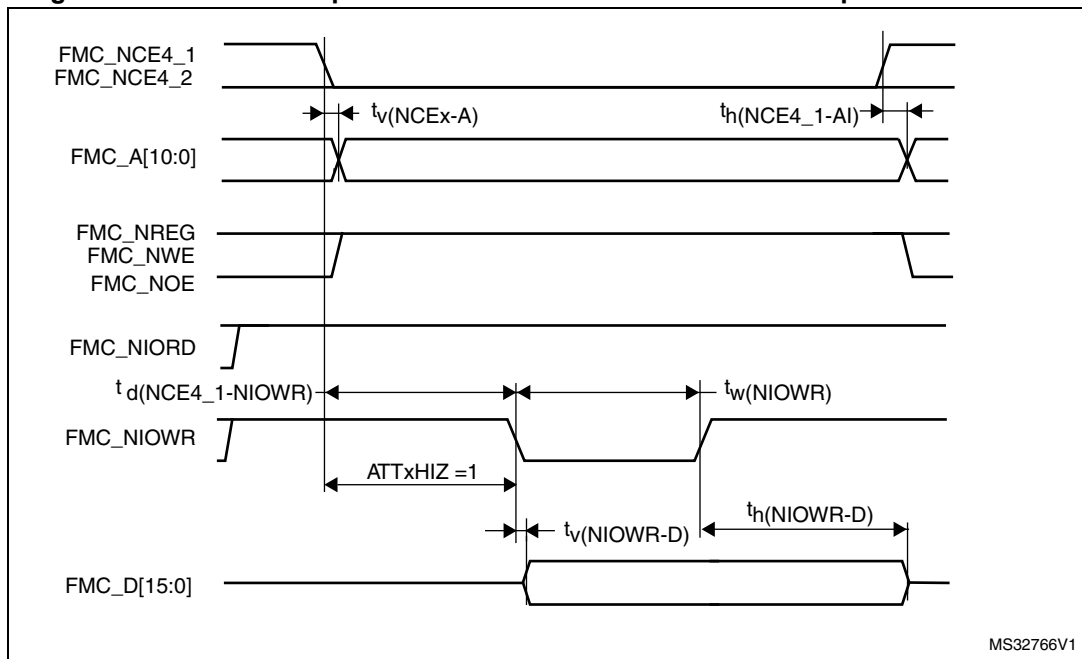 FMC_NCE4_1
FMC_NCE4_2
tv(NCEx-A)
th(NCE4_1-AI)
FMC_A[10:0]
FMC_NREG
FMC_NWE
FMC_NOE
FMC_NIORD
t d(NCE4_1-NIOWR)
tw(NIOWR)
FMC_NIOWR
ATTxHIZ =1
th(NIOWR-D)
tv(NIOWR-D)
FMC_D[15:0]
MS32766V1